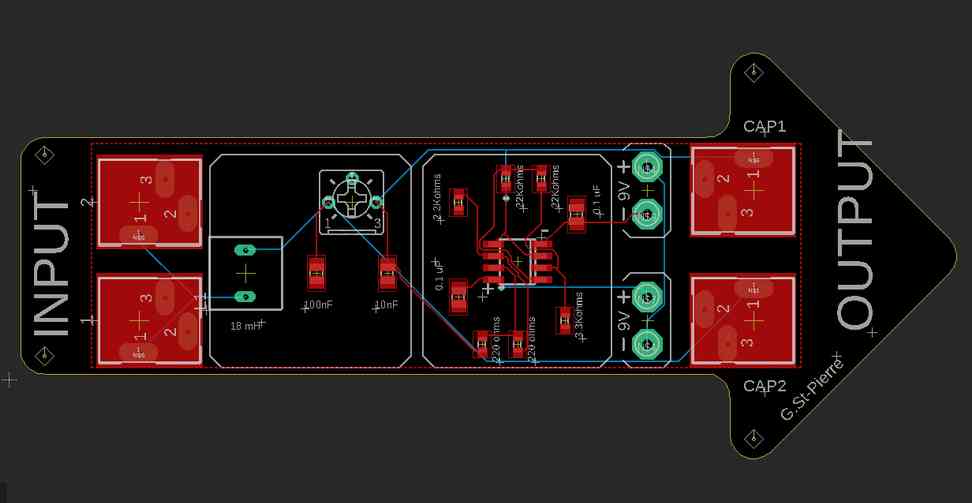 INPUT
2
1
3
1
2
3
1
2
1
3
18 mH
100nF
10nF
2.2Kohms
22Kohms
22Kohms
0.1 uF
0.1 uF
220 ohms
220 ohms
3.3Kohms
+
9V
-
+
9V
-
CAP1
2
1
3
2
1
3
CAP2
OUTPUT
G.St-Pierre